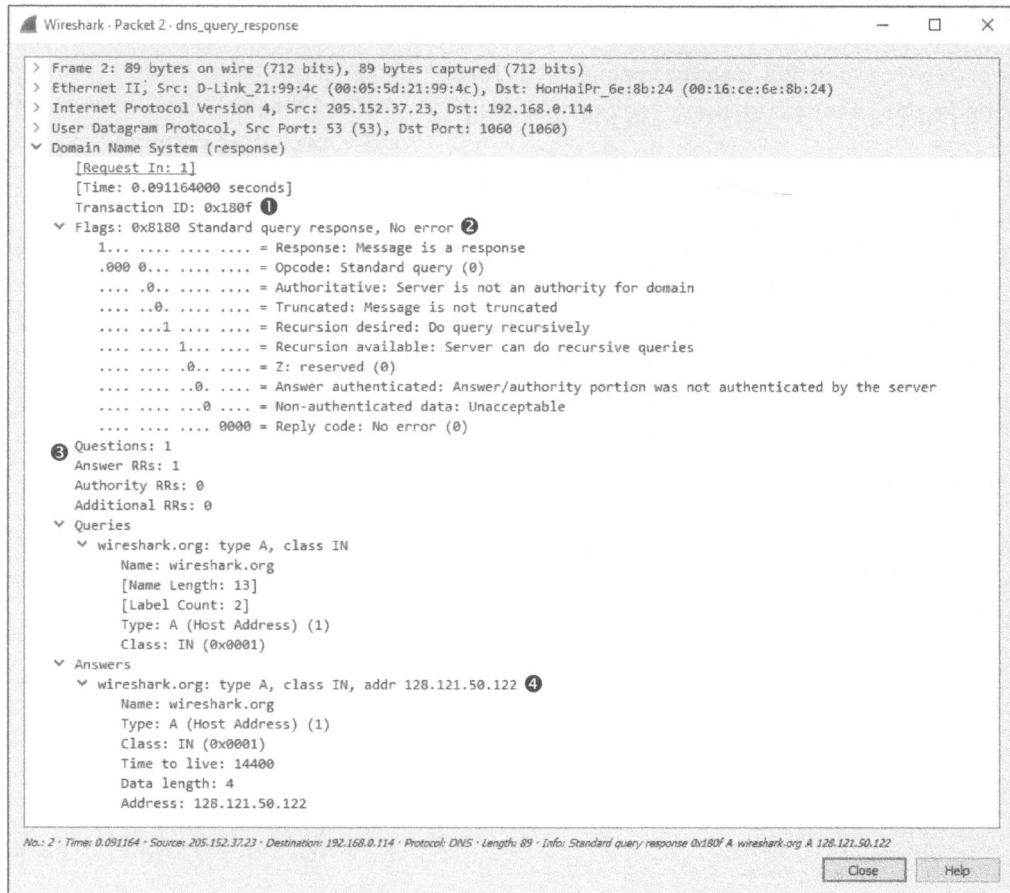 Wireshark · Packet 2 · dns_query_response
> Frame 2: 89 bytes on wire (712 bits), 89 bytes captured (712 bits)
> Ethernet II, Src: D-Link_21:99:4c (00:05:5d:21:99:4c), Dst: HonHaiPr_6e:8b:24 (00:16:ce:6e:8b:24)
> Internet Protocol Version 4, Src: 205.152.37.23, Dst: 192.168.0.114
> User Datagram Protocol, Src Port: 53 (53), Dst Port: 1060 (1060)
Domain Name System (response)
[Request In: 1]
[Time: 0.091164000 seconds]
Transaction ID: 0x180f ❶
Flags: 0x8180 Standard query response, No error ❷
1... .... .... .... = Response: Message is a response
.000 0... .... .... = Opcode: Standard query (0)
.... .0.. .... .... = Authoritative: Server is not an authority for domain
.... ..0. .... .... = Truncated: Message is not truncated
.... ...1 .... .... = Recursion desired: Do query recursively
.... .... 1... .... = Recursion available: Server can do recursive queries
.... .... .0.. .... = Z: reserved (0)
.... .... ..0. .... = Answer authenticated: Answer/authority portion was not authenticated by the server
.... .... ...0 .... = Non-authenticated data: Unacceptable
.... .... .... 0000 = Reply code: No error (0)
❸ Questions: 1
Answer RRs: 1
Authority RRs: 0
Additional RRs: 0
Queries
wireshark.org: type A, class IN
Name: wireshark.org
[Name Length: 13]
[Label Count: 2]
Type: A (Host Address) (1)
Class: IN (0x0001)
Answers
wireshark.org: type A, class IN, addr 128.121.50.122 ❹
Name: wireshark.org
Type: A (Host Address) (1)
Class: IN (0x0001)
Time to live: 14400
Data length: 4
Address: 128.121.50.122
No.: 2 · Time: 0.091164 · Source: 205.152.37.23 · Destination: 192.168.0.114 · Protocol: DNS · Length: 89 · Info: Standard query response 0x180f A wireshark.org A 128.121.50.122
Close Help